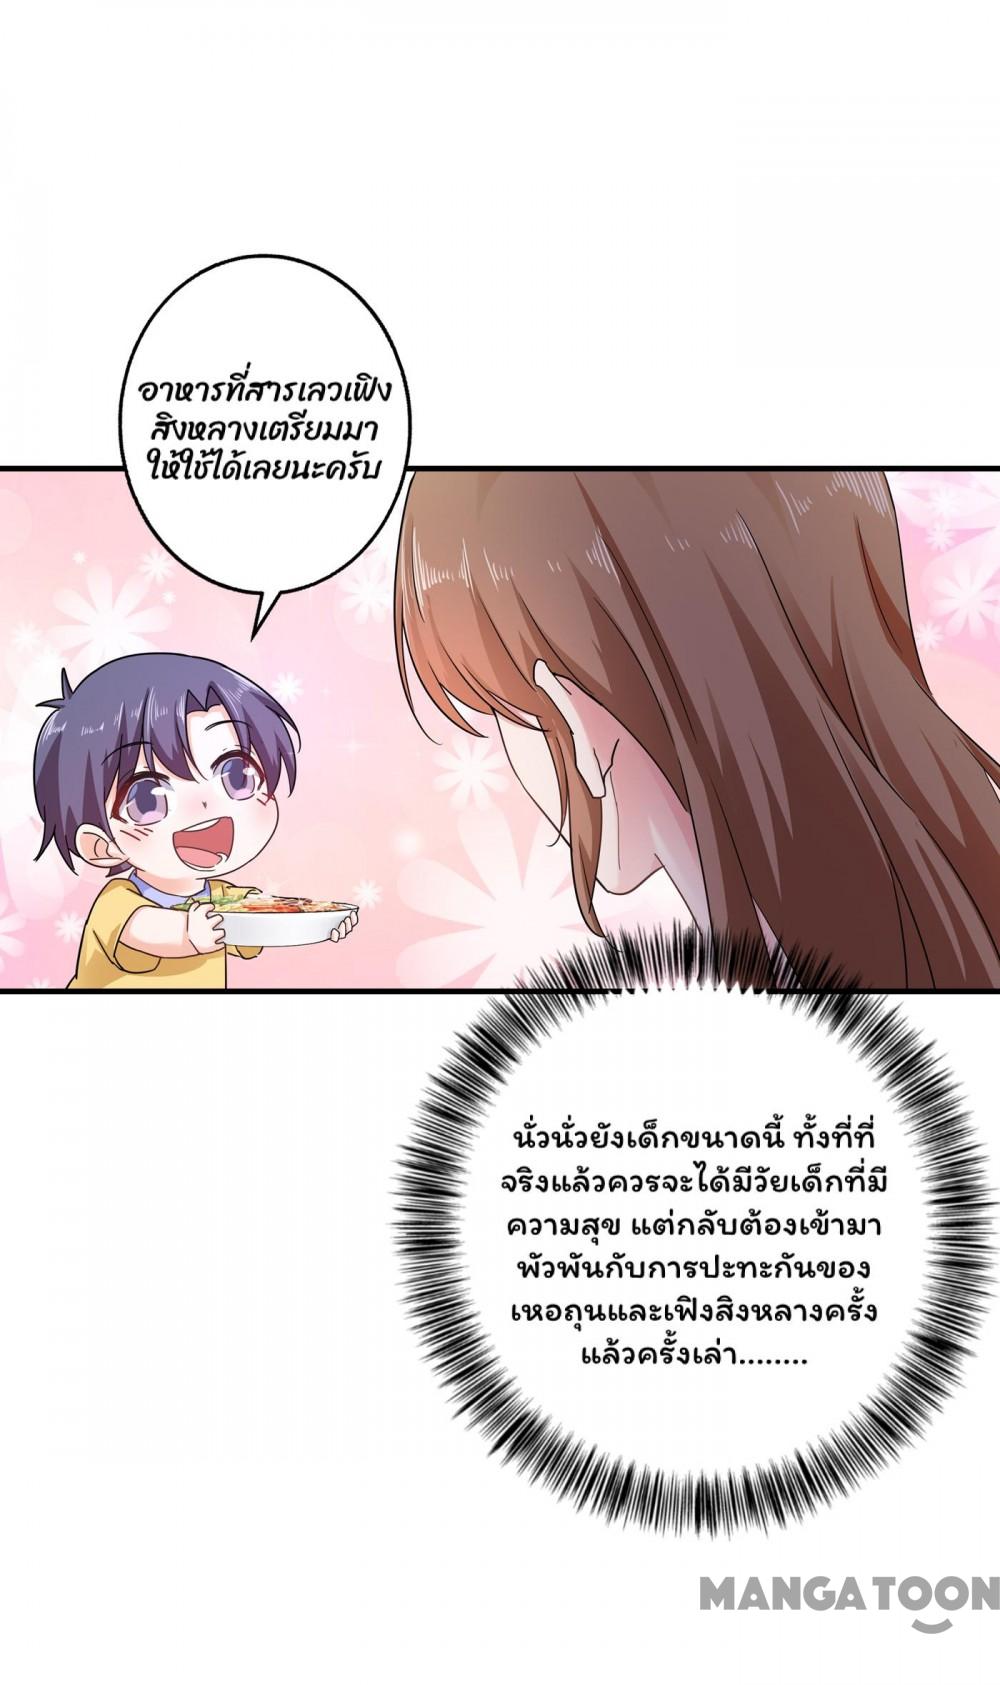 อาหารที่สารเลวเฟิง
สิงหลางเตรียมมา
ให้ใช้ได้เลยนะครับ
นั่วนั่วยังเด็กขนาดนี้ ทั้งที่ที่
จริงแล้วควรจะได้มีวัยเด็กที่มี
ความสุข แต่กลับต้องเข้ามา
พัวพันกับการปะทะกันของ
เหอถุนและเฟิงสิงหลางครั้ง
แล้วครั้งเล่า........
MANGATOON